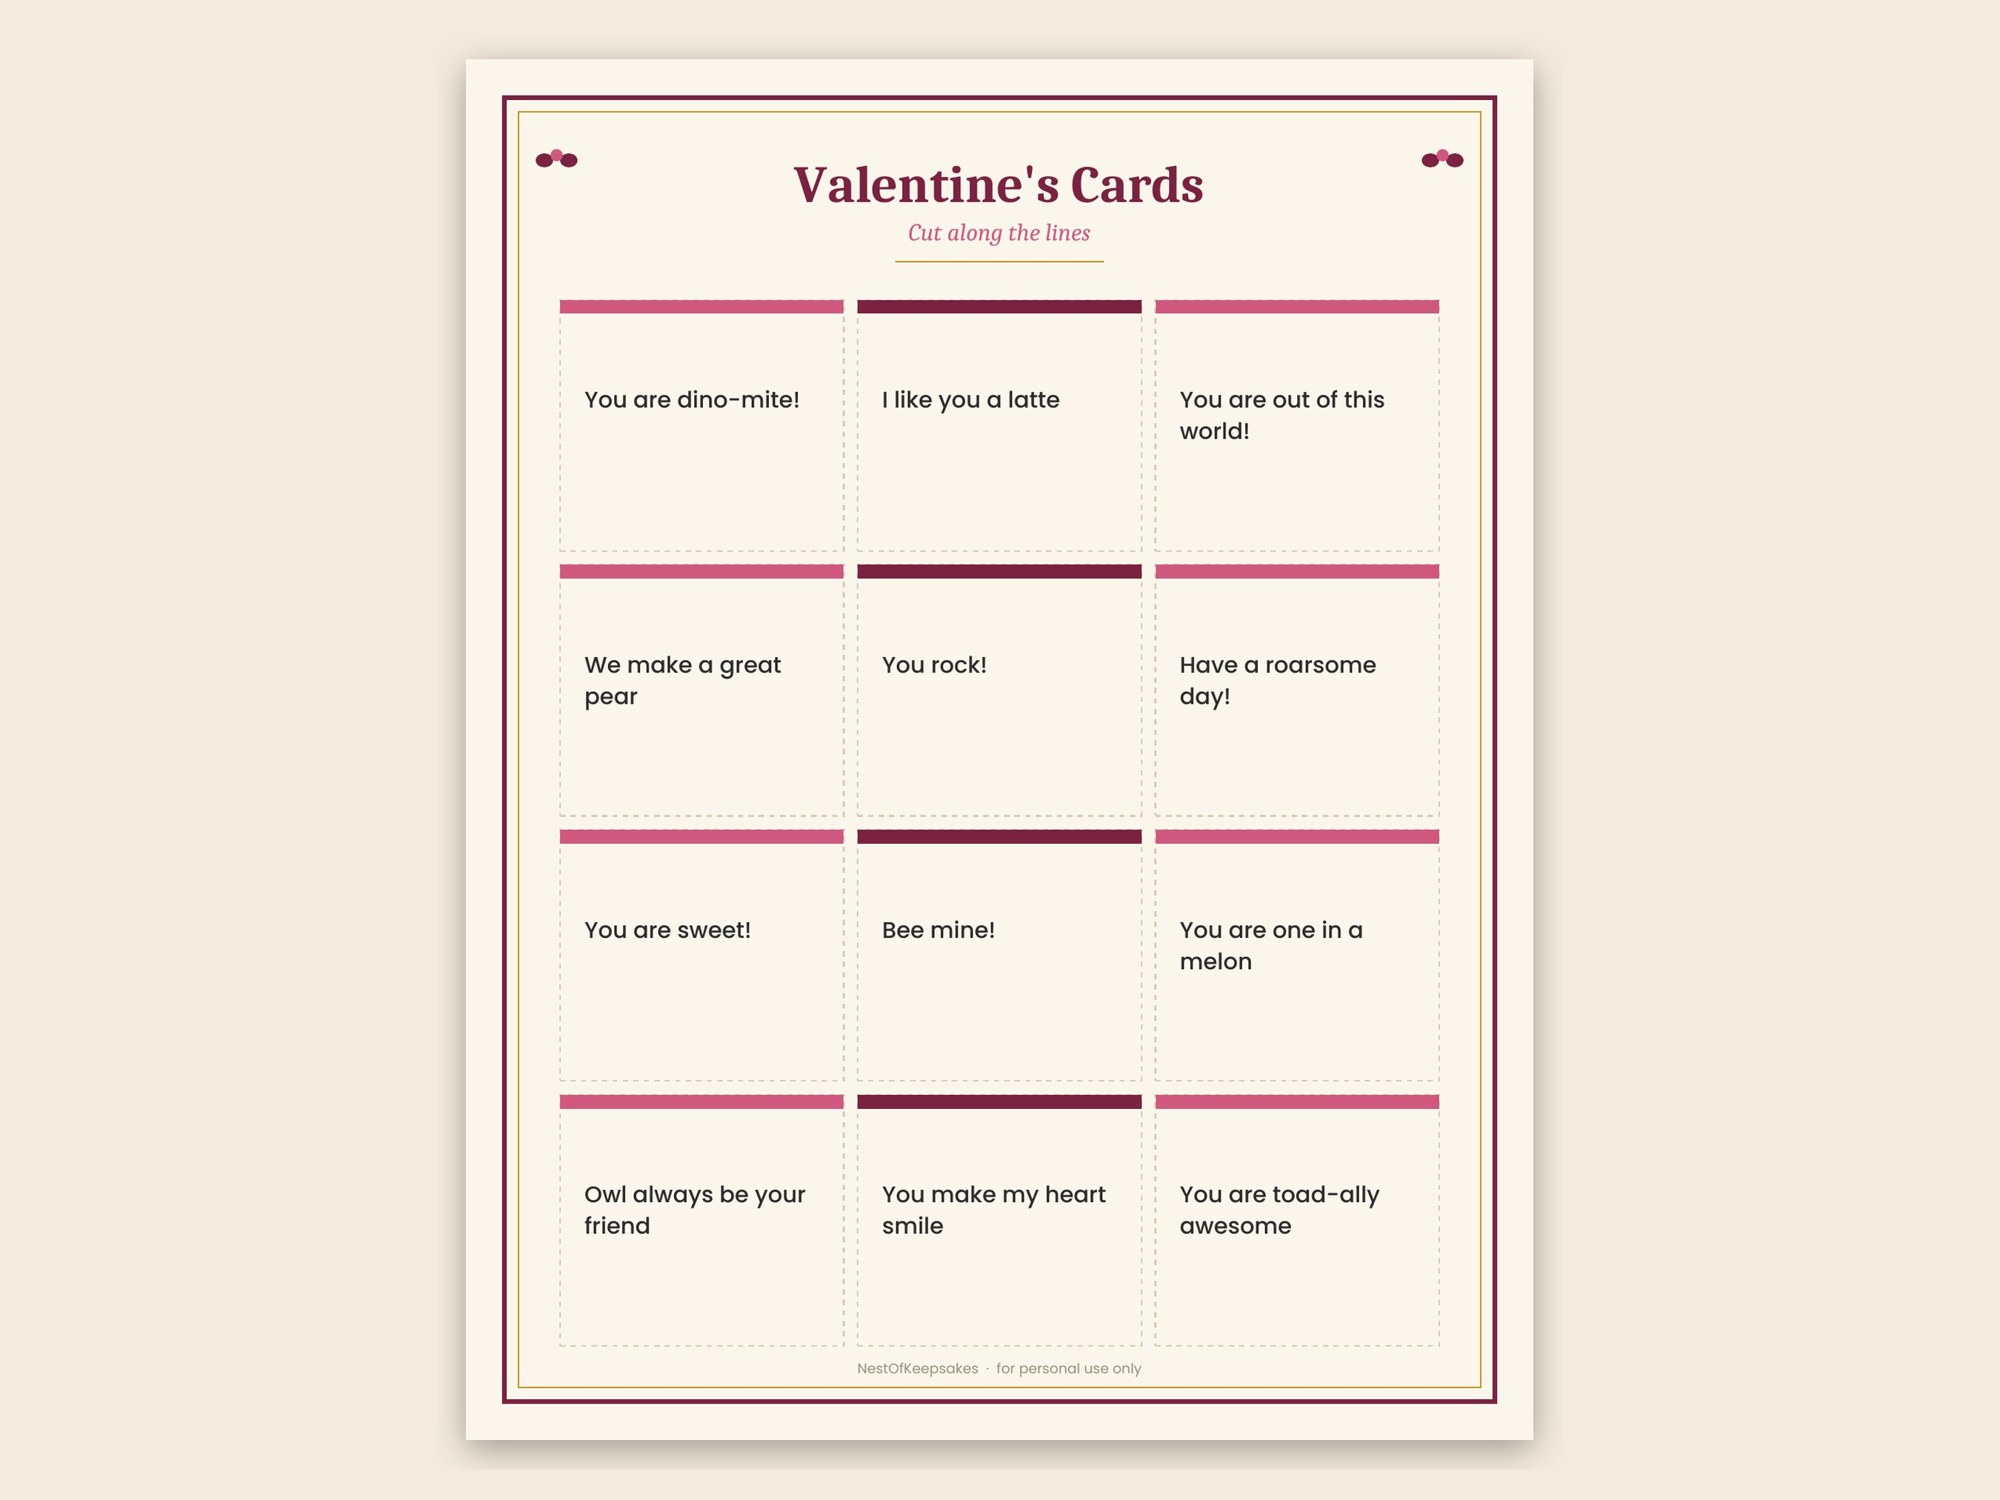 Valentine's Cards
Cut along the lines
You are dino-mite!
I like you a latte
You are out of this
world!
We make a great
pear
You rock!
Have a roarsome
day!
You are sweet!
Bee mine!
You are one in a
melon
Owl always be your
friend
You make my heart
smile
You are toad-ally
awesome
NestOfKeepsakes · for personal use only